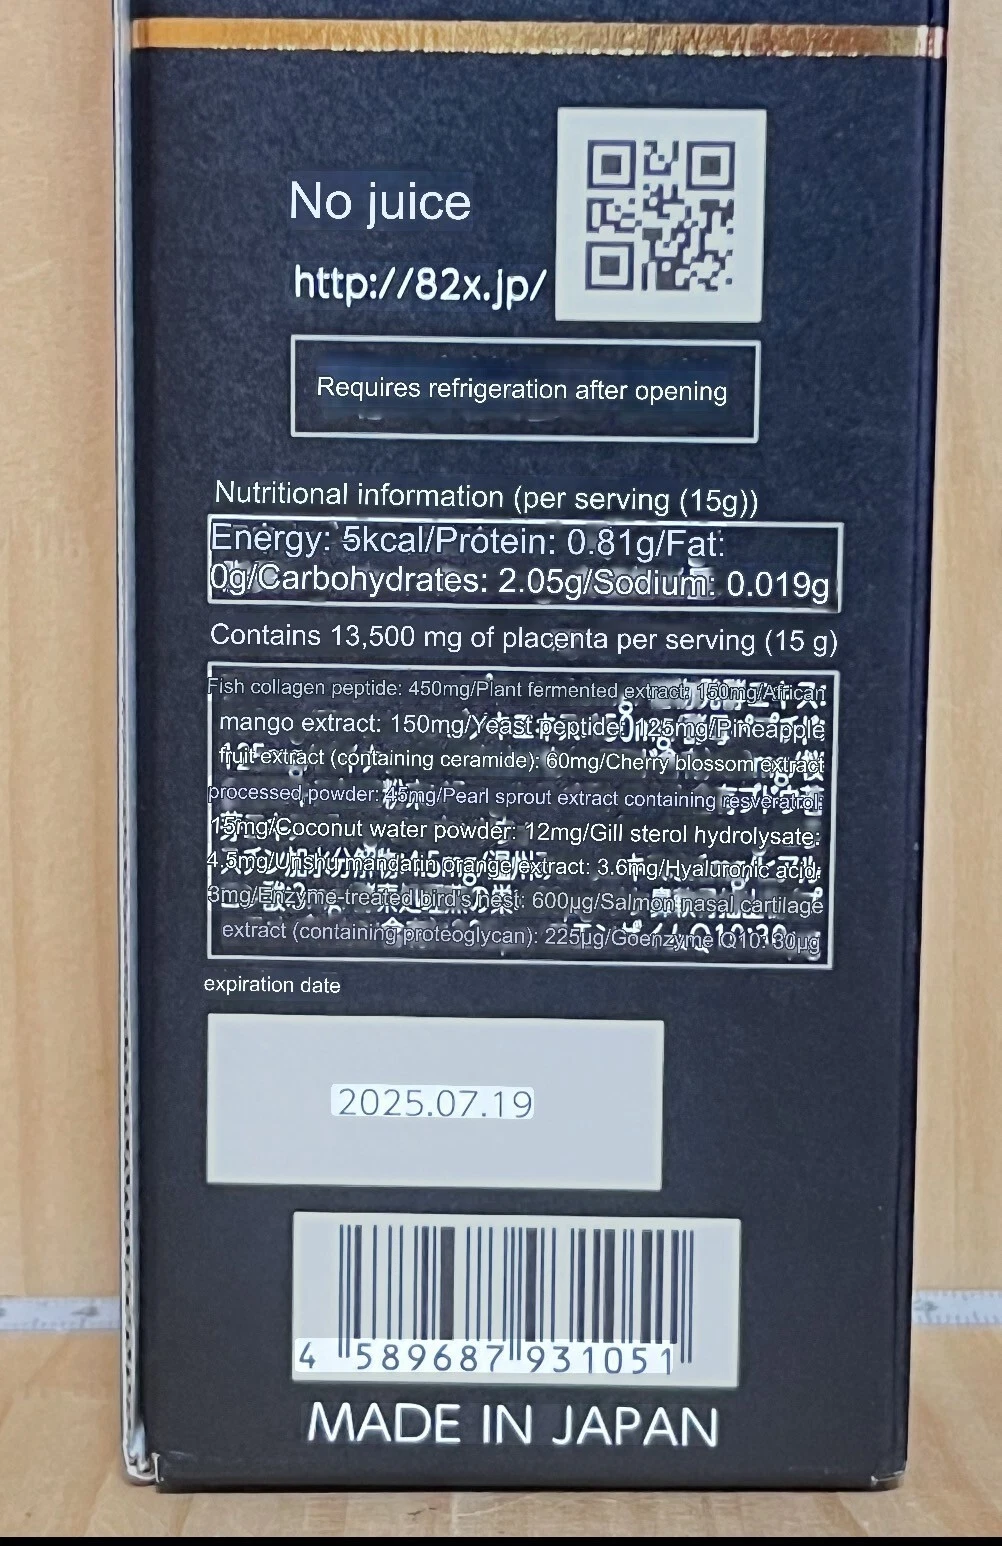 No juice
http://82x.jp/
Requires refrigeration after opening
Nutritional information (per serving (15g))
Energy: 5kcal/Protein: 0.81g/Fat:
0g/Carbohydrates: 2.05g/Sodium: 0.019g
Contains 13,500 mg of placenta per serving (15 g)
Fish collagen peptide: 450mg/Plant fermented extract: 150mg/African
mango extract: 150mg/Yeast peptide: 125mg/Pineapple
fruit extract (containing ceramide): 60mg/Cherry blossom extract
processed powder: 45mg/Pearl sprout extract containing resveratrol:
15mg/Coconut water powder: 12mg/Gill sterol hydrolysate:
4.5mg/Unshu mandarin orange extract: 3.6mg/Hyaluronic acid:
3mg/Enzyme-treated bird's nest: 600μg/Salmon nasal cartilage
extract (containing proteoglycan): 225μg/Goenzyme Q10: 30μg
expiration date
2025.07.19
4 589687 931051
MADE IN JAPAN